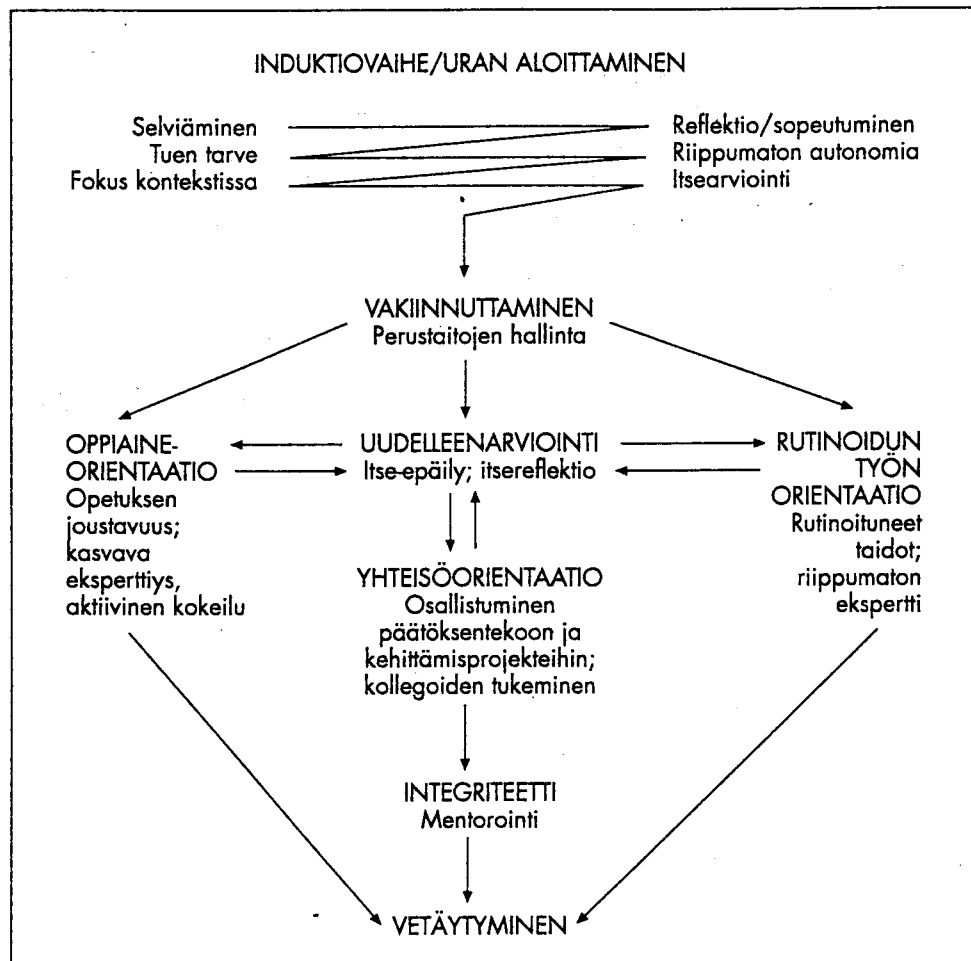 INDUKTIOVAIHE/URAN ALOITTAMINEN
Selviäminen
Tuen tarve
Fokus kontekstissa
Reflektio/sopeutuminen
Riippumaton autonomia
Itsearviointi
VAKIINNUTTAMINEN
Perustaitojen hallinta
OPPIAINE-
ORIENTAATIO
Opetuksen
joustavuus;
kasvava
eksperttiys,
aktiivinen kokeilu
UUDELLEENARVIOINTI
Itse-epäily; itsereflektio
RUTINOIDUN
TYÖN
ORIENTAATIO
Rutinoituneet
taidot;
riippumaton
ekspertti
YHTEISÖORIENTAATIO
Osallistuminen
päätöksentekoon ja
kehittämisprojekteihin;
kollegoiden tukeminen
INTEGRITEETTI
Mentorointi
VETÄYTYMINEN